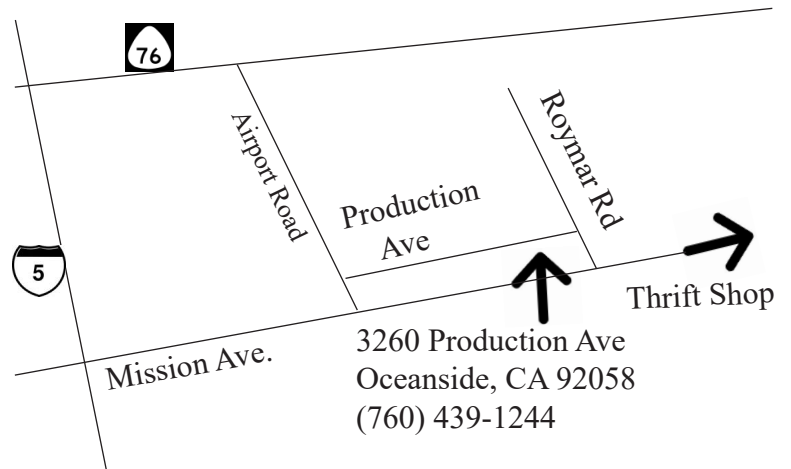 76
Airport Road
Roymar Rd
Production
Ave
5
Thrift Shop
Mission Ave.
3260 Production Ave
Oceanside, CA 92058
(760) 439-1244